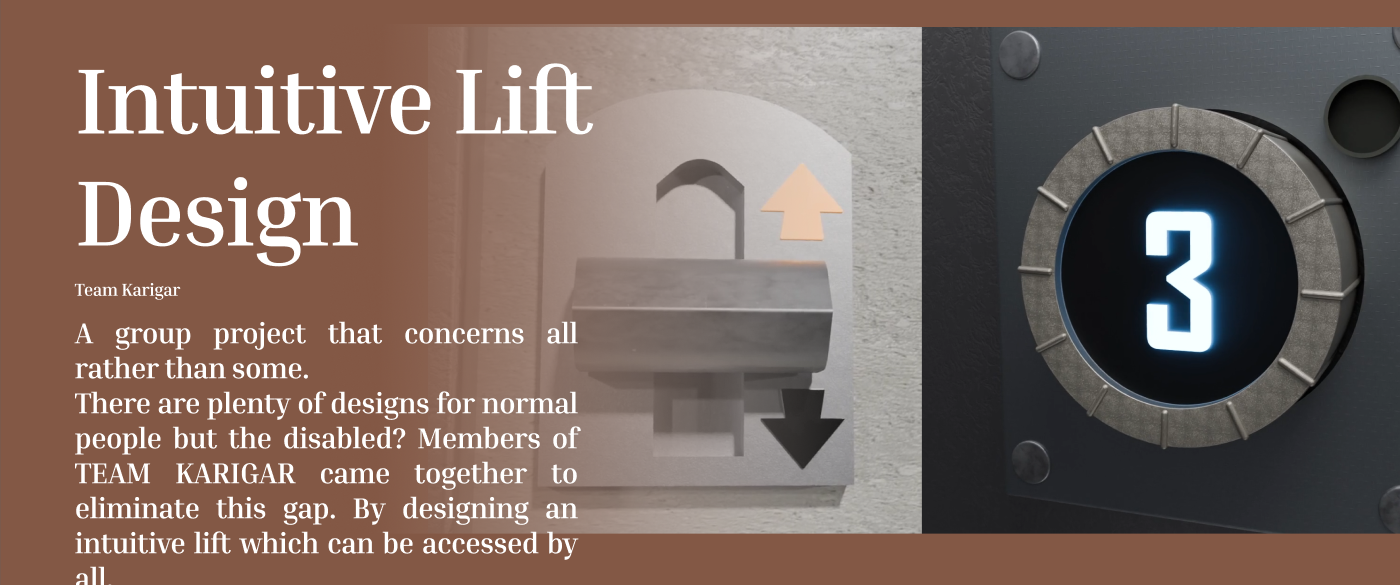 Intuitive Lift
Design
Team Karigar
A group project that concerns all
rather than some.
There are plenty of designs for normal
people but the disabled? Members of
TEAM KARIGAR came together to
eliminate this gap. By designing an
intuitive lift which can be accessed by
all.
3